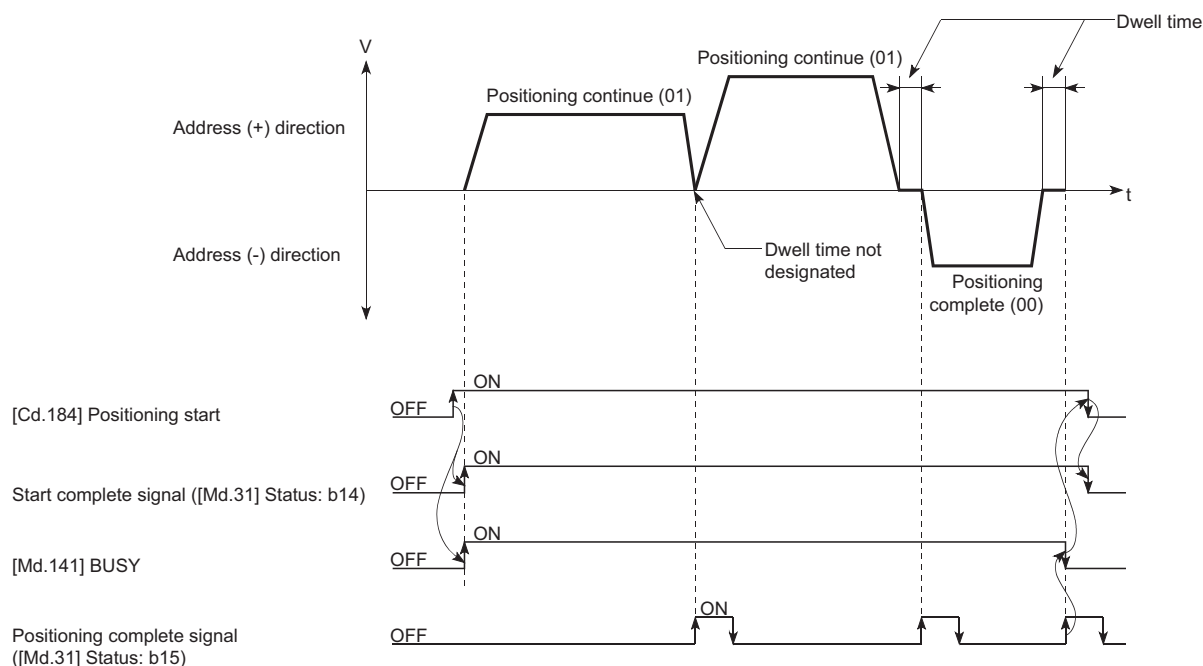 Dwell time
V
Positioning continue (01)
Positioning continue (01)
Address (+) direction
t
Address (-) direction
Dwell time not
designated
Positioning
complete (00)
ON
OFF
[Cd.184] Positioning start
ON
OFF
Start complete signal ([Md.31] Status: b14)
ON
OFF
[Md.141] BUSY
ON
OFF
Positioning complete signal
([Md.31] Status: b15)